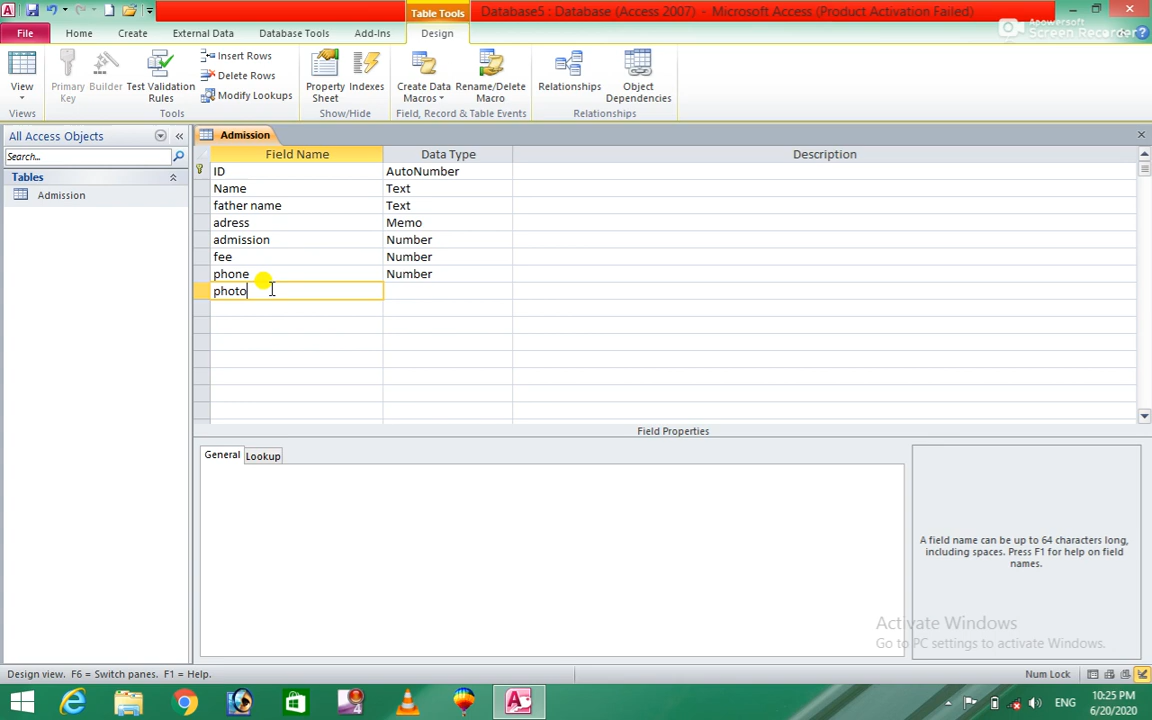 Table Tools
Database5 : Database (Access 2007) - Microsoft Access (Product Activation Failed)
File
Home
Create
External Data
Database Tools
Add-Ins
Design
Apowersoft
Screen Recorder
View
Primary Key
Builder
Test Validation Rules
Insert Rows
Delete Rows
Modify Lookups
Property Sheet
Indexes
Create Data Macros
Rename/Delete Macro
Relationships
Object Dependencies
Views
Tools
Show/Hide
Field, Record & Table Events
Relationships
All Access Objects
Search...
Tables
Admission
Admission
Field Name Data Type Description
ID AutoNumber
Name Text
father name Text
adress Memo
admission Number
fee Number
phone Number
photo
Field Properties
General
Lookup
A field name can be up to 64 characters long,
including spaces. Press F1 for help on field
names.
Activate Windows
Go to PC settings to activate Windows.
Design view. F6 = Switch panes. F1 = Help.
Num Lock
ENG
10:25 PM
6/20/2020